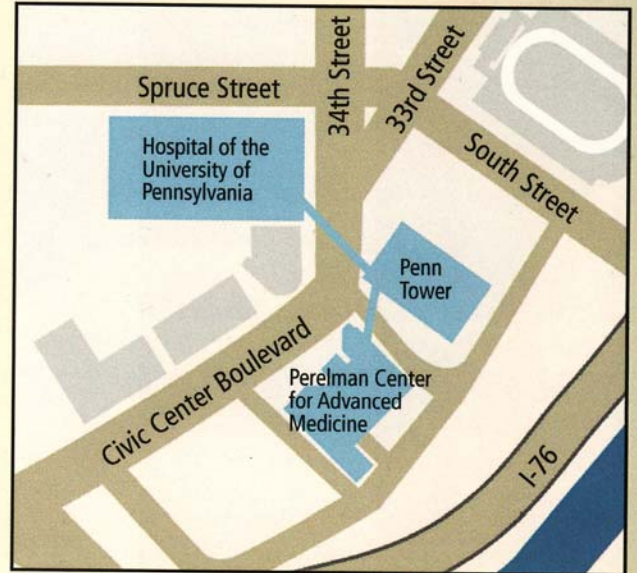 Spruce Street
34th Street
33rd Street
Hospital of the
University of
Pennsylvania
South Street
Penn
Tower
Civic Center Boulevard
Perelman Center
for Advanced
Medicine
I-76